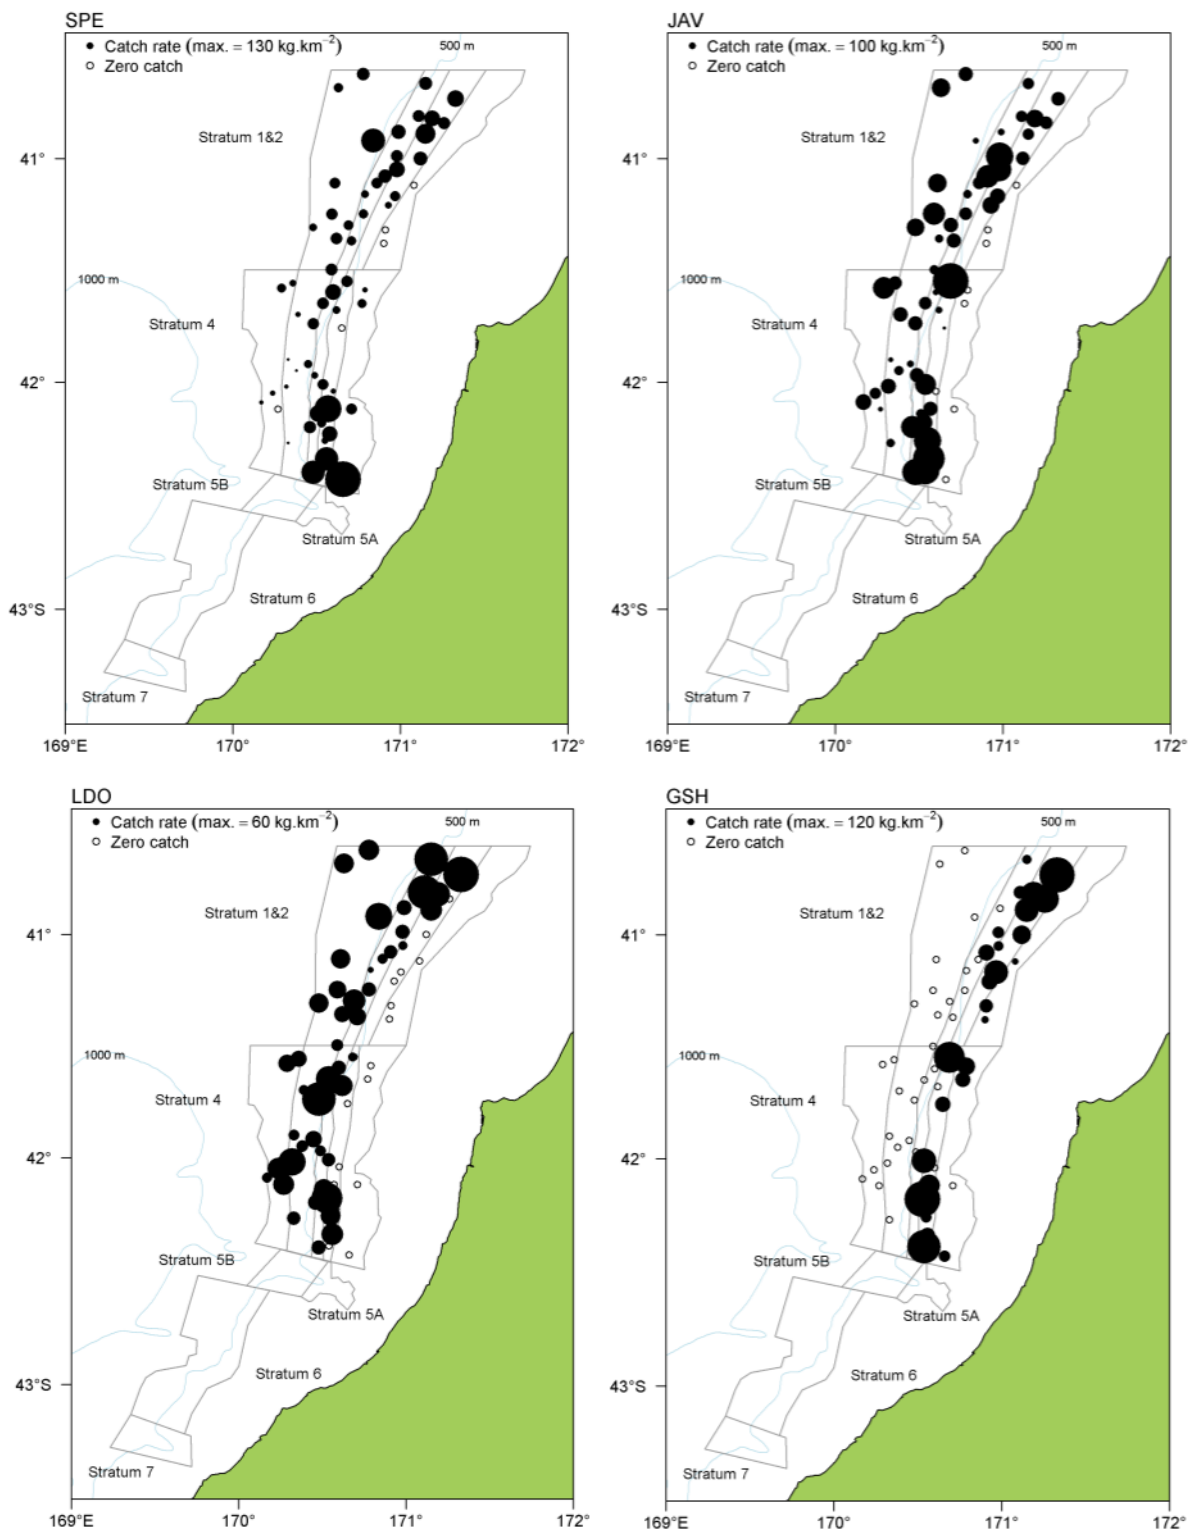 SPE
Catch rate (max. = 130 kg.km⁻²)
500 m
Zero catch
Stratum 1&2
41°
1000 m
Stratum 4
42°
Stratum 5B
Stratum 5A
Stratum 6
43°S
Stratum 7
169°E
170°
171°
172°
JAV
Catch rate (max. = 100 kg.km⁻²)
500 m
Zero catch
Stratum 1&2
41°
1000 m
Stratum 4
42°
Stratum 5B
Stratum 5A
Stratum 6
43°S
Stratum 7
169°E
170°
171°
172°
LDO
Catch rate (max. = 60 kg.km⁻²)
500 m
Zero catch
Stratum 1&2
41°
1000 m
Stratum 4
42°
Stratum 5B
Stratum 5A
Stratum 6
43°S
Stratum 7
169°E
170°
171°
172°
GSH
Catch rate (max. = 120 kg.km⁻²)
500 m
Zero catch
Stratum 1&2
41°
1000 m
Stratum 4
42°
Stratum 5B
Stratum 5A
Stratum 6
43°S
Stratum 7
169°E
170°
171°
172°